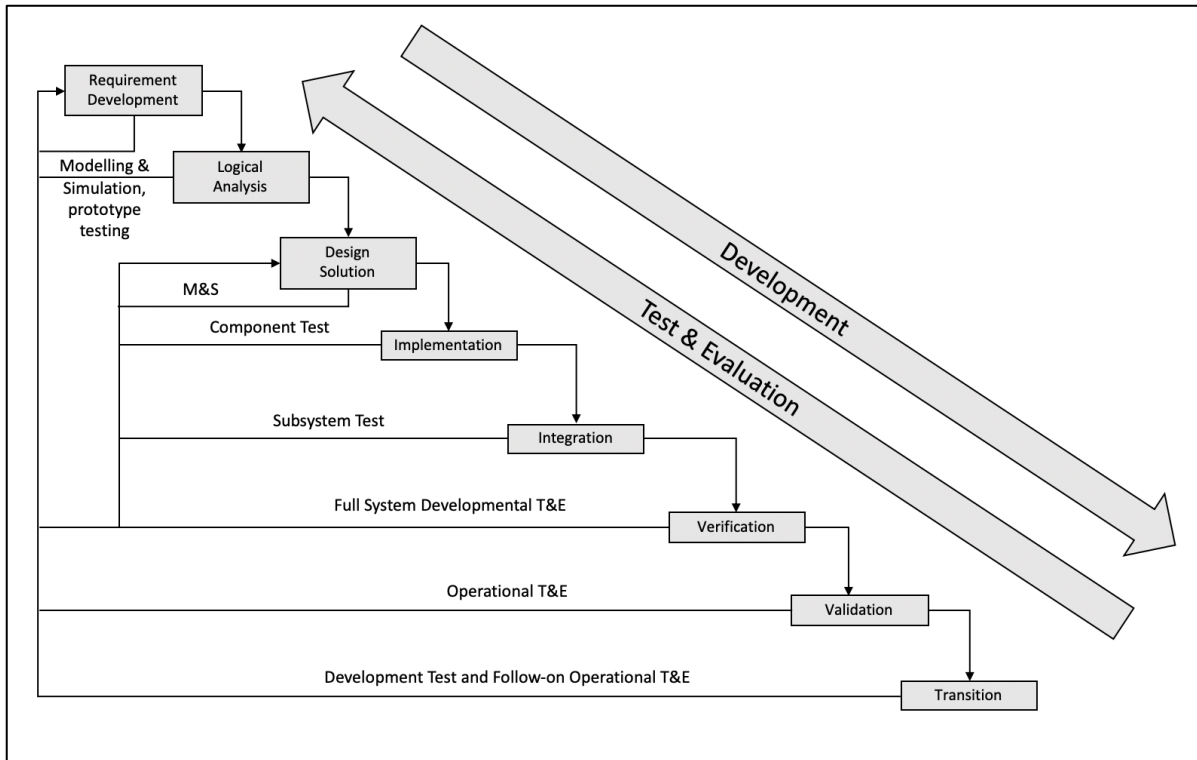 Requirement
Development
Modelling &
Simulation,
prototype
testing
Logical
Analysis
Design
Solution
M&S
Component Test
Implementation
Subsystem Test
Integration
Full System Developmental T&E
Verification
Operational T&E
Validation
Development Test and Follow-on Operational T&E
Transition
Development
Test & Evaluation